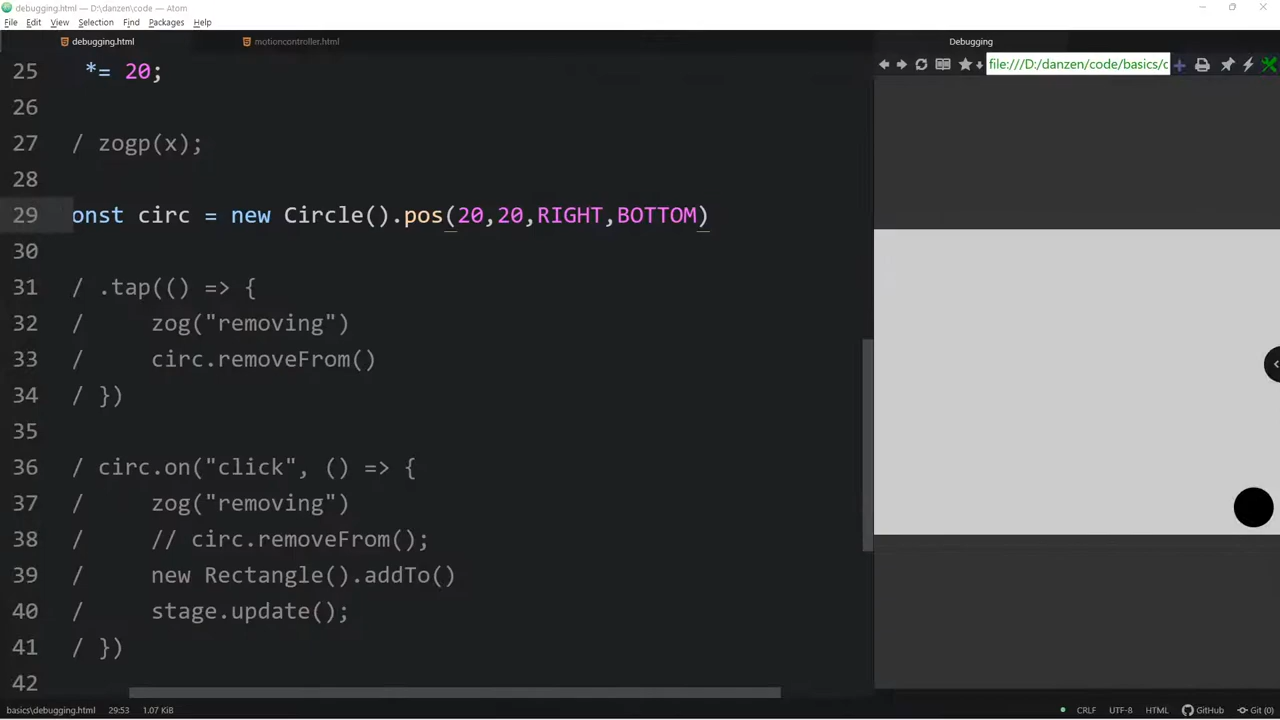 debugging.html — D:\danzen\code — Atom
File Edit View Selection Find Packages Help
debugging.html motioncontroller.html Debugging
file:///D:/danzen/code/basics/c
25 *= 20;
26
27 / zogp(x);
28
29 onst circ = new Circle().pos(20,20,RIGHT,BOTTOM)
30
31 / .tap(() => {
32 / zog("removing")
33 / circ.removeFrom()
34 / })
35
36 / circ.on("click", () => {
37 / zog("removing")
38 / // circ.removeFrom();
39 / new Rectangle().addTo()
40 / stage.update();
41 / })
42
basics\debugging.html 29:53 1.07 KiB CRLF UTF-8 HTML GitHub Git (0)